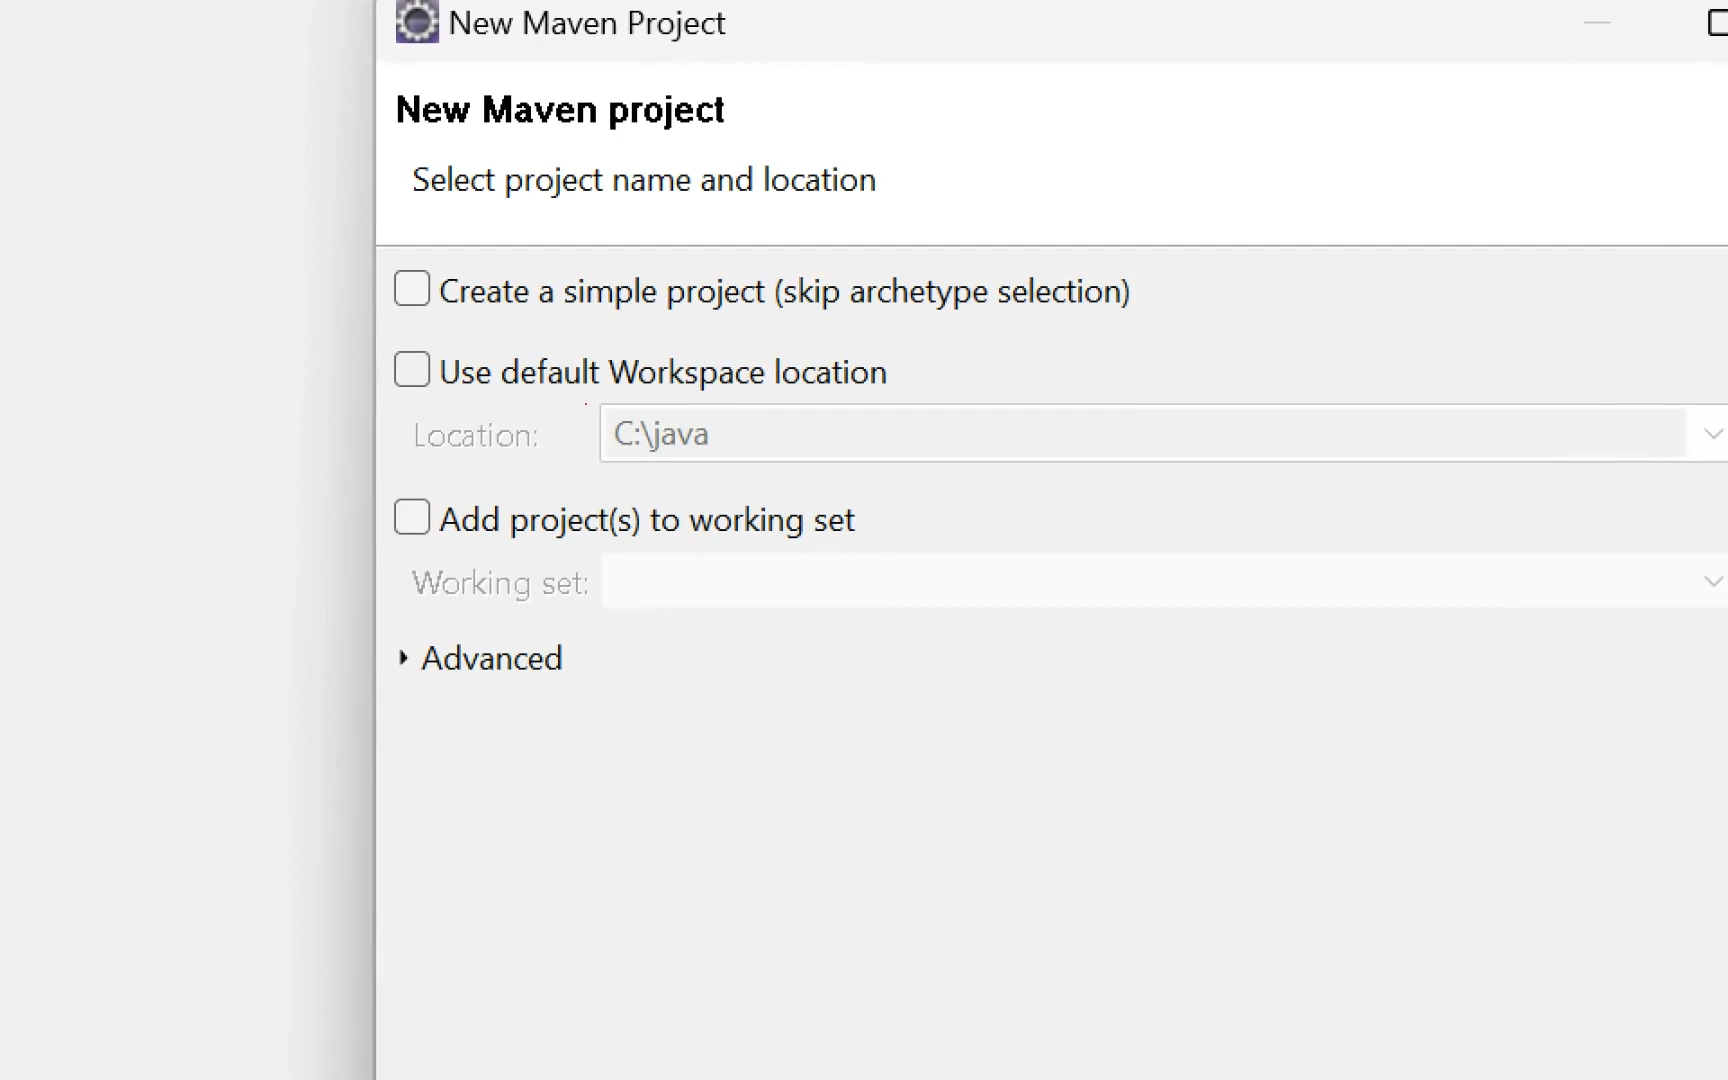 New Maven Project
New Maven project
Select project name and location
Create a simple project (skip archetype selection)
Use default Workspace location
Location: C:\java
Add project(s) to working set
Working set:
Advanced